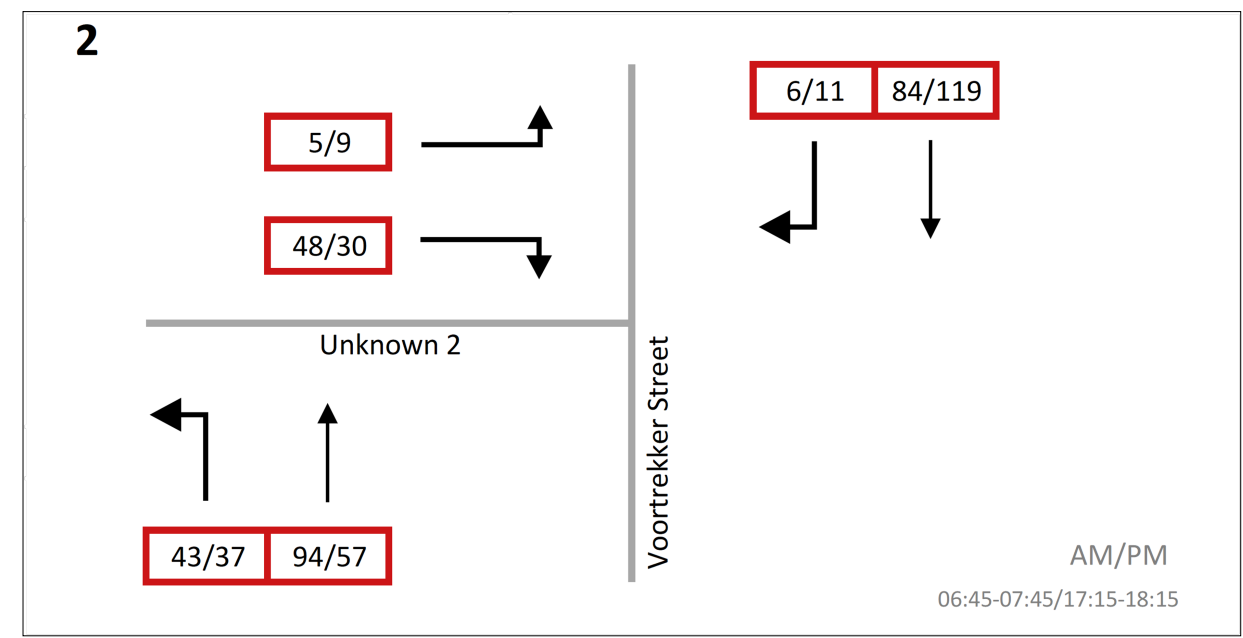 2
6/11 84/119
5/9
48/30
Unknown 2
Voortrekker Street
43/37 94/57
AM/PM
06:45-07:45/17:15-18:15